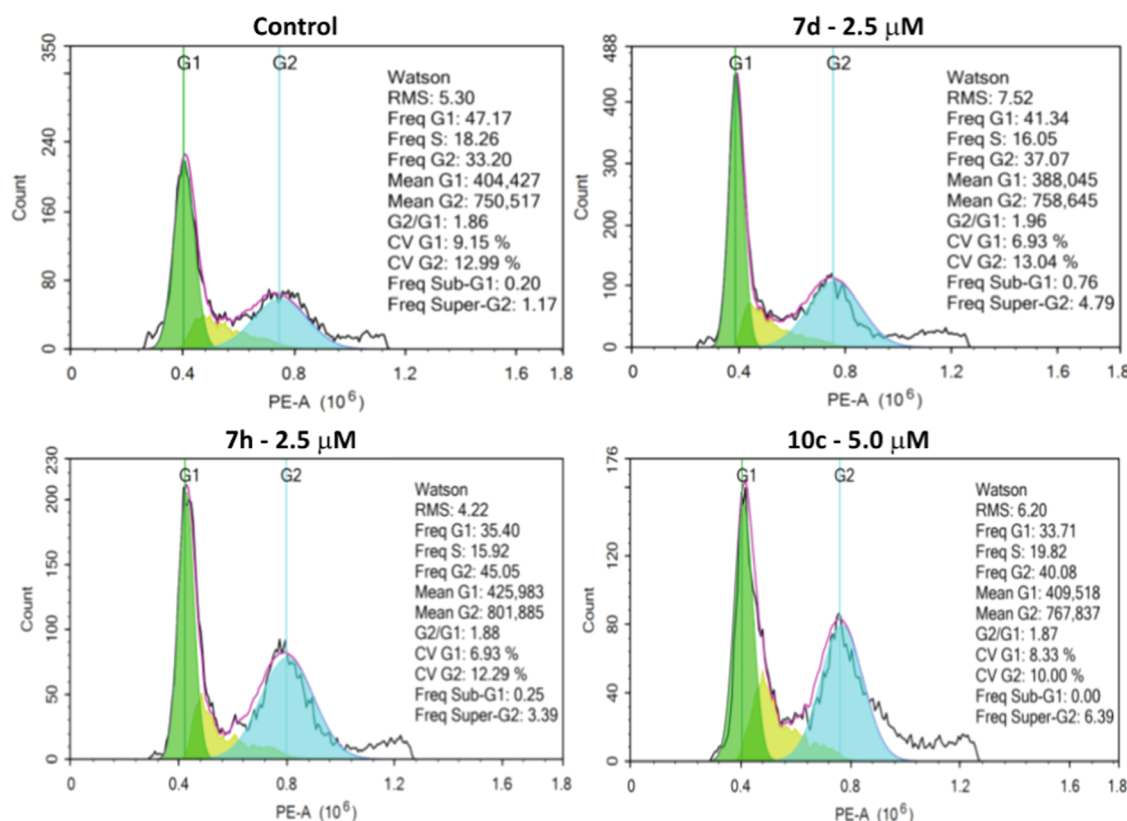 Control
350
240
160
80
0
Count
G1
G2
Watson
RMS: 5.30
Freq G1: 47.17
Freq S: 18.26
Freq G2: 33.20
Mean G1: 404,427
Mean G2: 750,517
G2/G1: 1.86
CV G1: 9.15 %
CV G2: 12.99 %
Freq Sub-G1: 0.20
Freq Super-G2: 1.17
0 0.4 0.8 1.2 1.6 1.8
PE-A (10⁶)
7d - 2.5 μM
488
400
300
200
100
0
Count
G1
G2
Watson
RMS: 7.52
Freq G1: 41.34
Freq S: 16.05
Freq G2: 37.07
Mean G1: 388,045
Mean G2: 758,645
G2/G1: 1.96
CV G1: 6.93 %
CV G2: 13.04 %
Freq Sub-G1: 0.76
Freq Super-G2: 4.79
0 0.4 0.8 1.2 1.6 1.8
PE-A (10⁶)
7h - 2.5 μM
230
200
150
100
50
0
Count
G1
G2
Watson
RMS: 4.22
Freq G1: 35.40
Freq S: 15.92
Freq G2: 45.05
Mean G1: 425,983
Mean G2: 801,885
G2/G1: 1.88
CV G1: 6.93 %
CV G2: 12.29 %
Freq Sub-G1: 0.25
Freq Super-G2: 3.39
0 0.4 0.8 1.2 1.6 1.8
PE-A (10⁶)
10c - 5.0 μM
176
120
80
40
0
Count
G1
G2
Watson
RMS: 6.20
Freq G1: 33.71
Freq S: 19.82
Freq G2: 40.08
Mean G1: 409,518
Mean G2: 767,837
G2/G1: 1.87
CV G1: 8.33 %
CV G2: 10.00 %
Freq Sub-G1: 0.00
Freq Super-G2: 6.39
0 0.4 0.8 1.2 1.6 1.8
PE-A (10⁶)